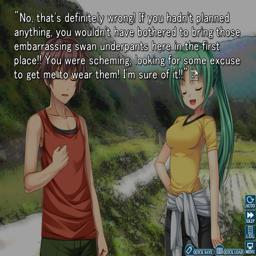 "No, that's definitely wrong! If you hadn't planned
anything, you wouldn't have bothered to bring those
embarrassing swan underpants here in the first
place!! You were scheming, looking for some excuse
to get me to wear them! I'm sure of it!!"
AUTO
SKIP
LOG
MENU
QUICK SAVE
QUICK LOAD